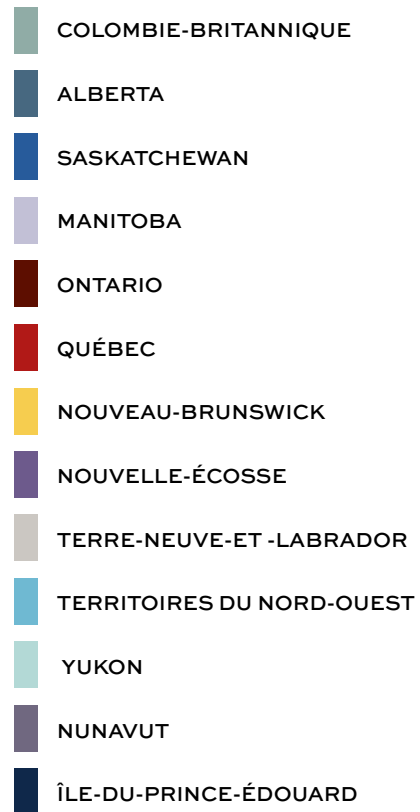 COLOMBIE-BRITANNIQUE
ALBERTA
SASKATCHEWAN
MANITOBA
ONTARIO
QUÉBEC
NOUVEAU-BRUNSWICK
NOUVELLE-ÉCOSSE
TERRE-NEUVE-ET -LABRADOR
TERRITOIRES DU NORD-OUEST
YUKON
NUNAVUT
ÎLE-DU-PRINCE-ÉDOUARD